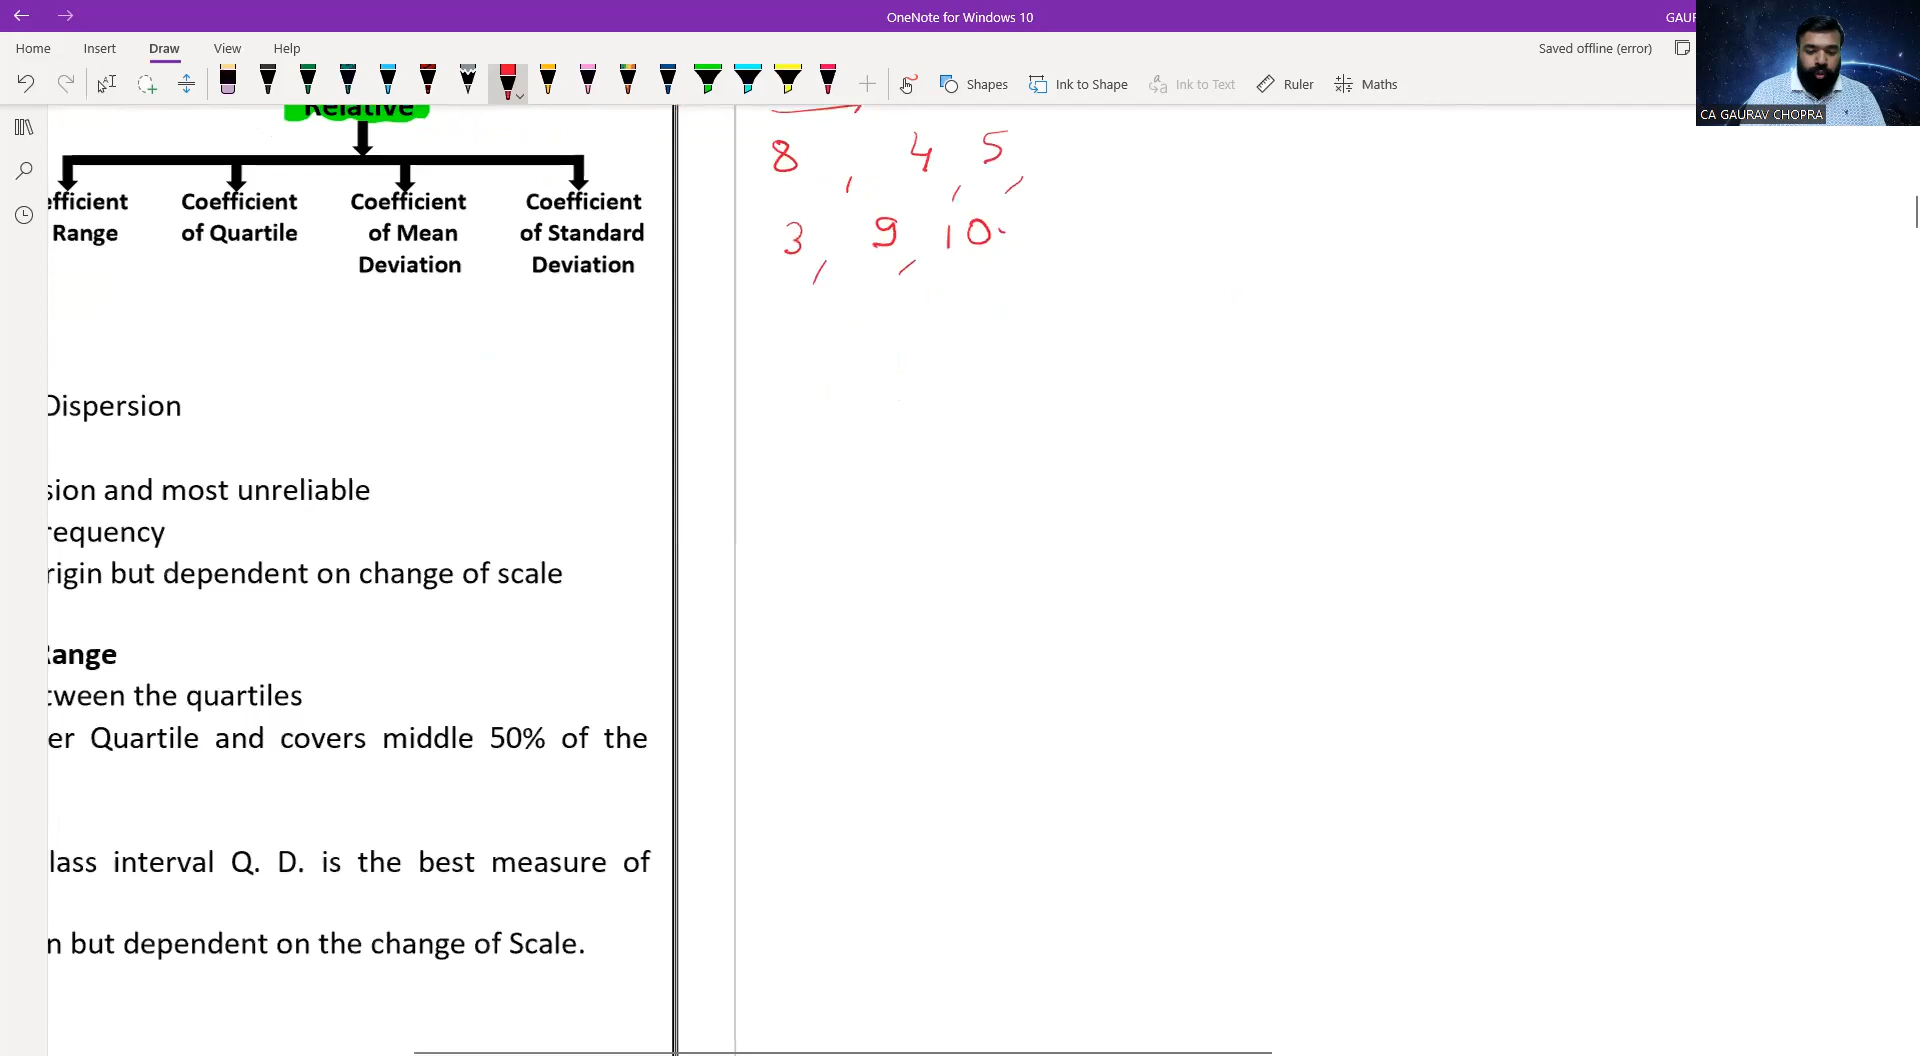 OneNote for Windows 10
GAUR
Home Insert Draw View Help
Saved offline (error)
Shapes Ink to Shape Ink to Text Ruler Maths
CA GAURAV CHOPRA
Relative
efficient
Range
Coefficient
of Quartile
Coefficient
of Mean
Deviation
Coefficient
of Standard
Deviation
Dispersion
sion and most unreliable
requency
rigin but dependent on change of scale
Range
tween the quartiles
er Quartile and covers middle 50% of the
lass interval Q. D. is the best measure of
n but dependent on the change of Scale.
8 , 4 , 5 ,
3 , 9 , 10.